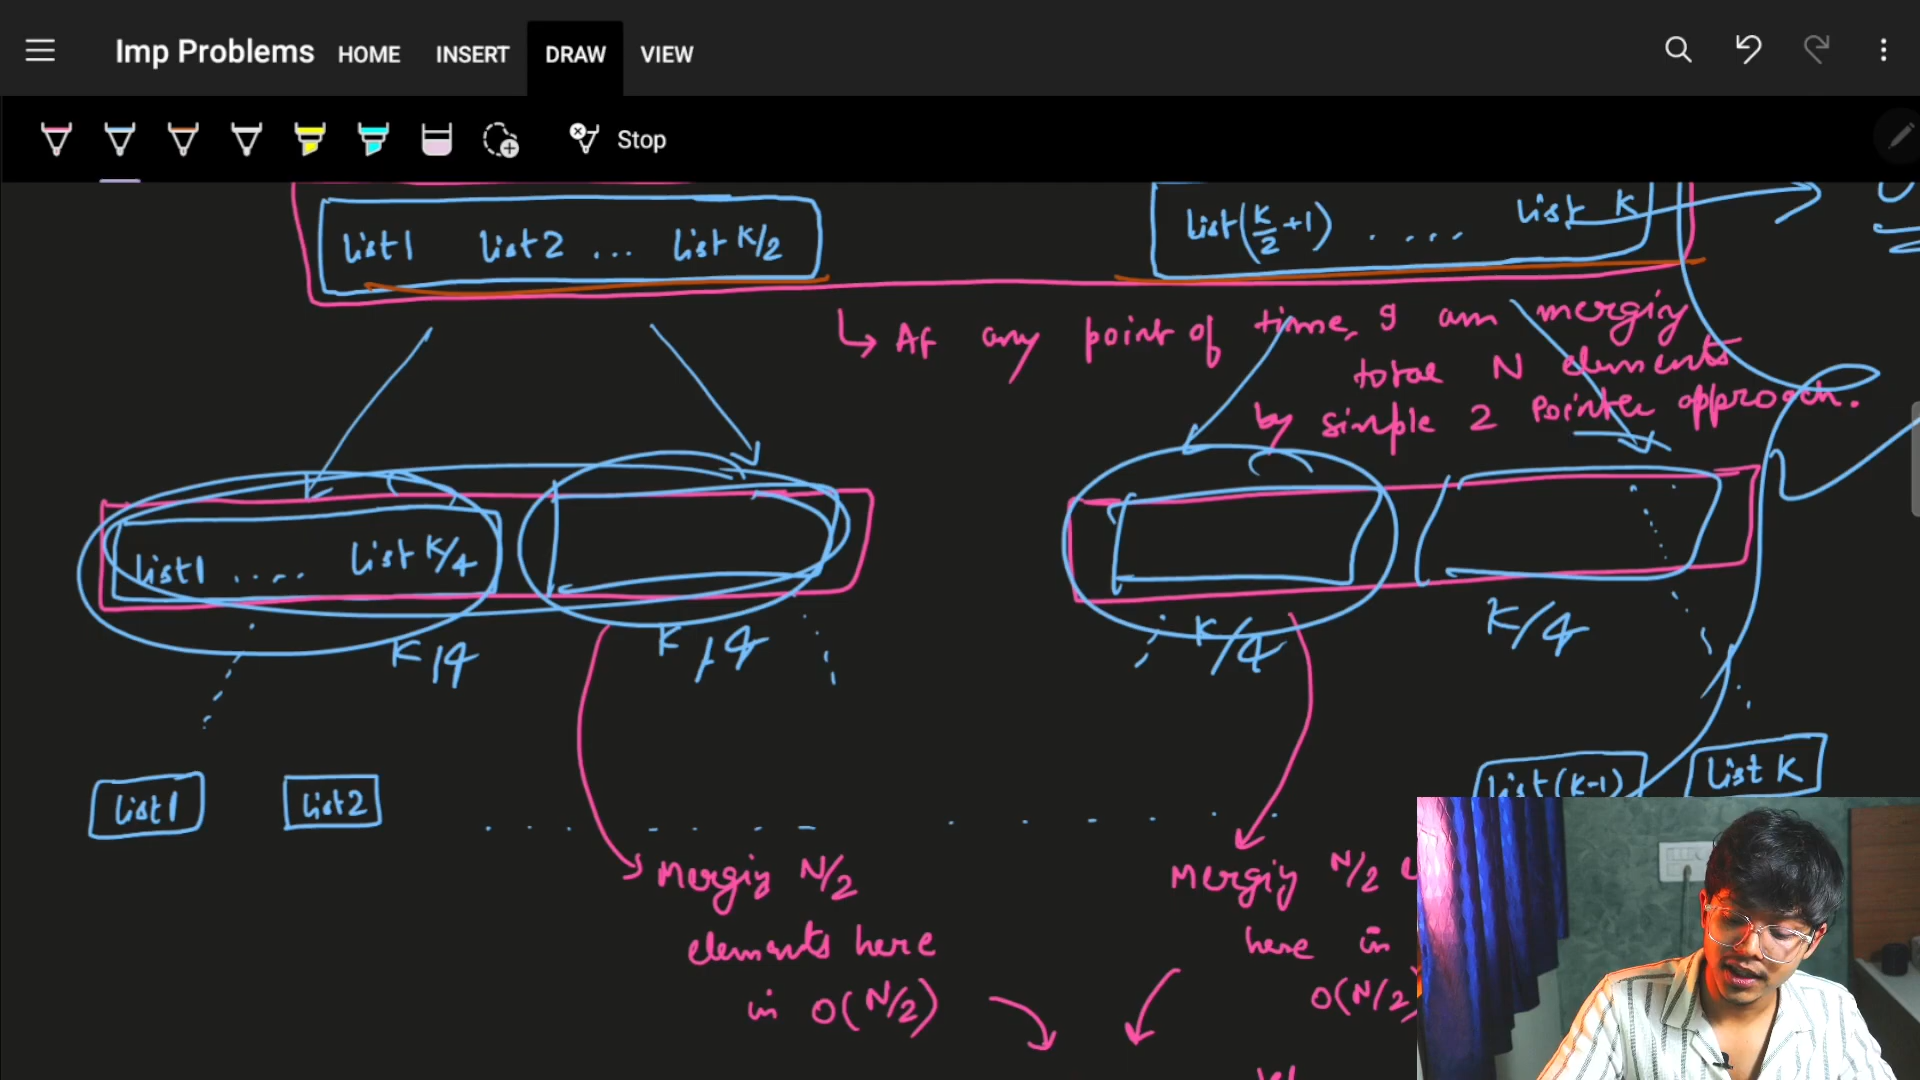 Imp Problems HOME INSERT DRAW VIEW
Stop
list1 list2 ... list K/2
list(K/2+1) ..... list K
↳ At any point of time, I am merging
total N elements
by simple 2 pointer approach.
list1 ..... list K/4
K/4 K/4 K/4 K/4
list1 list2 list(K-1) list K
Merging N/2
elements here
in O(N/2)
Merging N/2 e
here in
O(N/2)